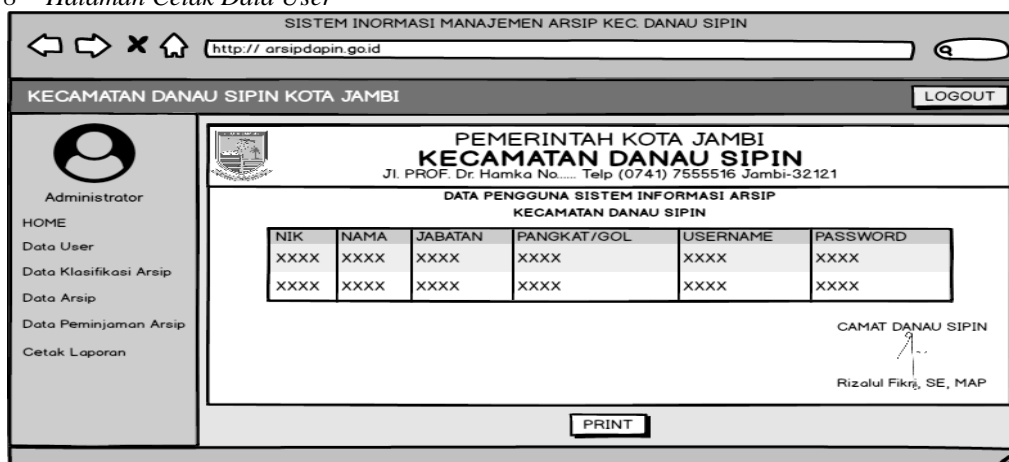 8 Halaman Cetak Data User
SISTEM INORMASI MANAJEMEN ARSIP KEC. DANAU SIPIN
http:// arsipdapin.go.id
KECAMATAN DANAU SIPIN KOTA JAMBI
LOGOUT
Administrator
HOME
Data User
Data Klasifikasi Arsip
Data Arsip
Data Peminjaman Arsip
Cetak Laporan
PEMERINTAH KOTA JAMBI
KECAMATAN DANAU SIPIN
Jl. PROF. Dr. Hamka No..... Telp (0741) 7555516 Jambi-32121
DATA PENGGUNA SISTEM INFORMASI ARSIP
KECAMATAN DANAU SIPIN
NIK NAMA JABATAN PANGKAT/GOL USERNAME PASSWORD
XXXX XXXX XXXX XXXX XXXX XXXX
XXXX XXXX XXXX XXXX XXXX XXXX
CAMAT DANAU SIPIN
Rizalul Fikri, SE, MAP
PRINT